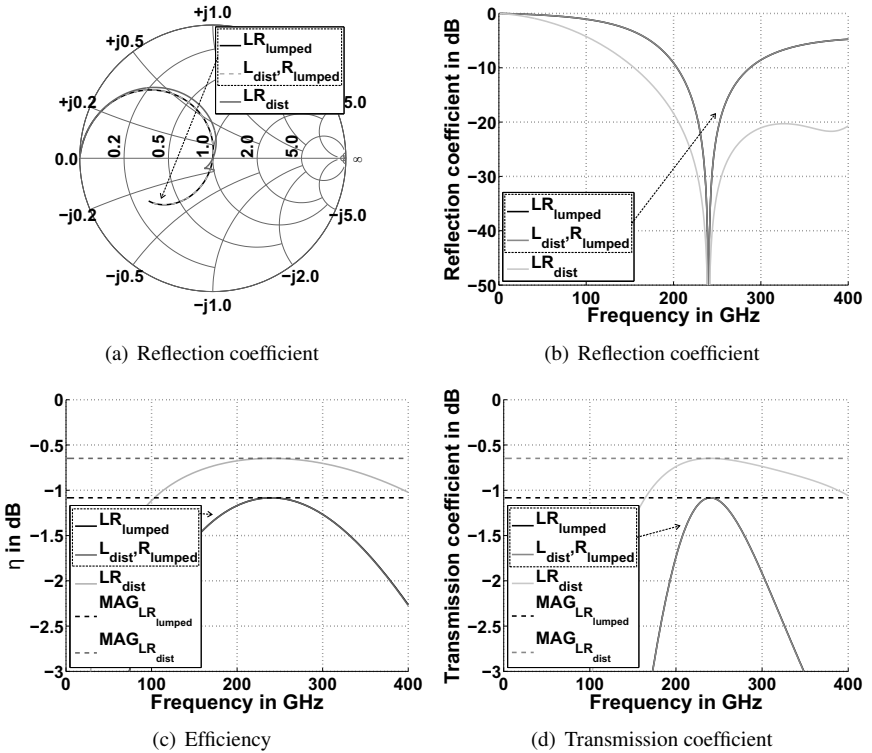 +j1.0
+j0.5
+j0.2
0.0
−j0.2
−j0.5
−j1.0
−j2.0
−j5.0
5.0
∞
0.2
0.5
1.0
2.0
5.0
LR_lumped
L_dist,R_lumped
LR_dist
(a) Reflection coefficient
Reflection coefficient in dB
0
−10
−20
−30
−40
−50
0
100
200
300
400
Frequency in GHz
LR_lumped
L_dist,R_lumped
LR_dist
(b) Reflection coefficient
η in dB
0
−0.5
−1
−1.5
−2
−2.5
−3
0
100
200
300
400
Frequency in GHz
LR_lumped
L_dist,R_lumped
LR_dist
MAG_LR_lumped
MAG_LR_dist
(c) Efficiency
Transmission coefficient in dB
0
−0.5
−1
−1.5
−2
−2.5
−3
0
100
200
300
400
Frequency in GHz
LR_lumped
L_dist,R_lumped
LR_dist
MAG_LR_lumped
MAG_LR_dist
(d) Transmission coefficient